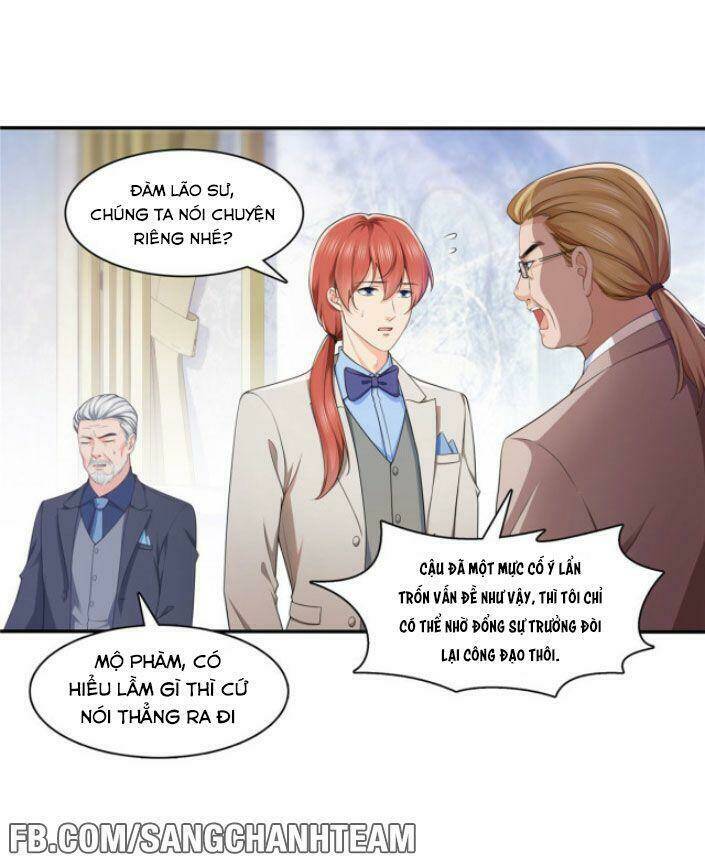 ĐÀM LÃO SƯ,
CHÚNG TA NÓI CHUYỆN
RIÊNG NHÉ?
CẬU ĐÃ MỘT MỰC CỐ Ý LẨN
TRỐN VẤN ĐỀ NHƯ VẬY, THÌ TÔI CHỈ
CÓ THỂ NHỜ ĐỔNG SỰ TRƯỞNG ĐÒI
LẠI CÔNG ĐẠO THÔI.
MỘ PHÀM, CÓ
HIỂU LẦM GÌ THÌ CỨ
NÓI THẲNG RA ĐI
FB.COM/SANGCHANHTEAM